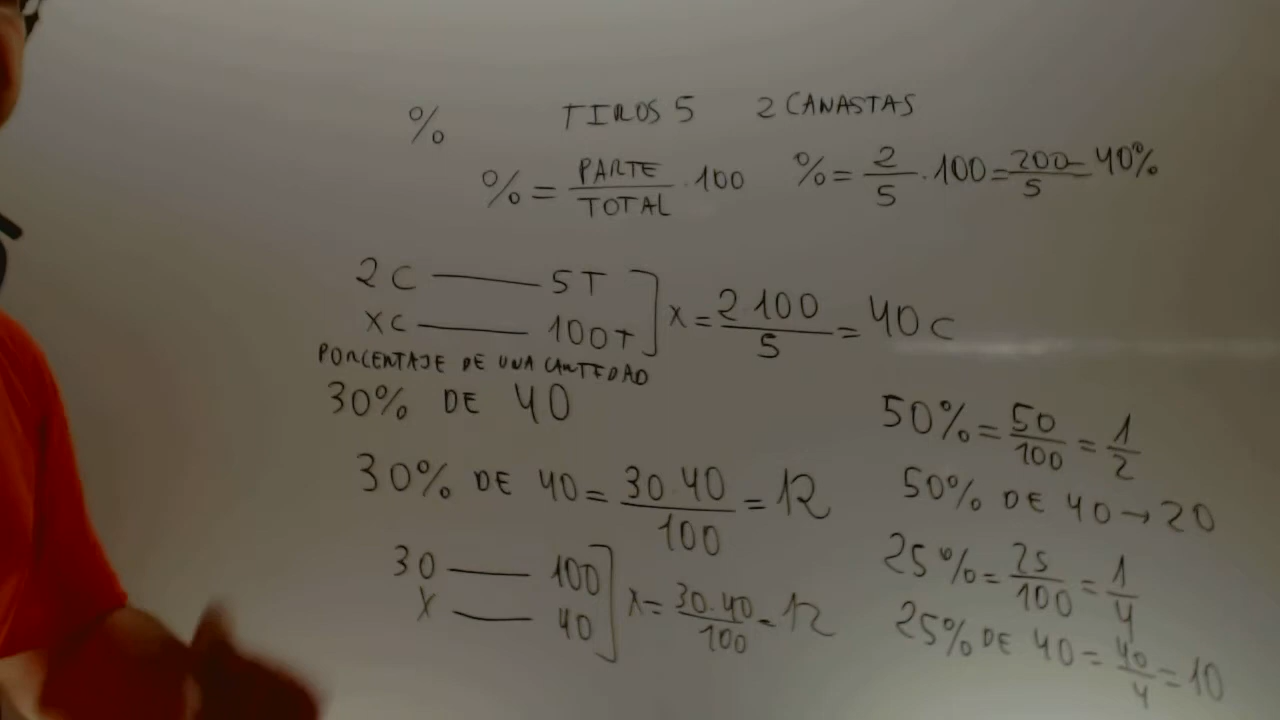 % TIROS 5 2 CANASTAS
% = PARTE/TOTAL · 100 % = 2/5 · 100 = 200/5 = 40%
2 C — 5 T
X C — 100 T ] X = 2 100/5 = 40 C
PORCENTAJE DE UNA CANTIDAD
30% DE 40
30% DE 40 = 30·40/100 = 12
30 — 100
X — 40 ] X = 30·40/100 = 12
50% = 50/100 = 1/2
50% DE 40 → 20
25% = 25/100 = 1/4
25% DE 40 = 40/4 = 10